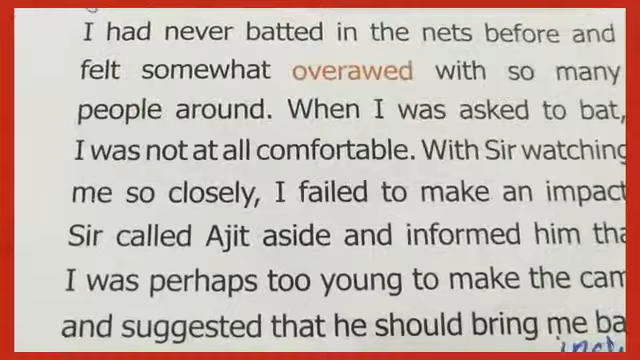 I had never batted in the nets before and
felt somewhat overawed with so many
people around. When I was asked to bat,
I was not at all comfortable. With Sir watching
me so closely, I failed to make an impact
Sir called Ajit aside and informed him tha
I was perhaps too young to make the cam
and suggested that he should bring me ba